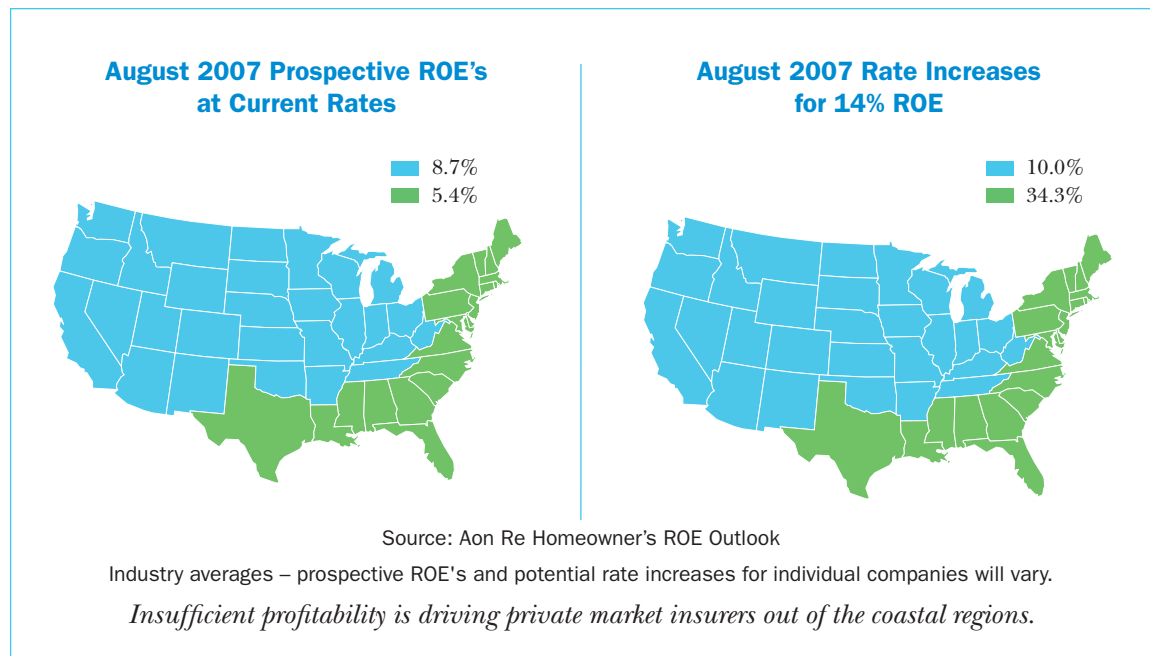 August 2007 Prospective ROE's
at Current Rates
8.7%
5.4%
August 2007 Rate Increases
for 14% ROE
10.0%
34.3%
Source: Aon Re Homeowner’s ROE Outlook
Industry averages – prospective ROE's and potential rate increases for individual companies will vary.
Insufficient profitability is driving private market insurers out of the coastal regions.